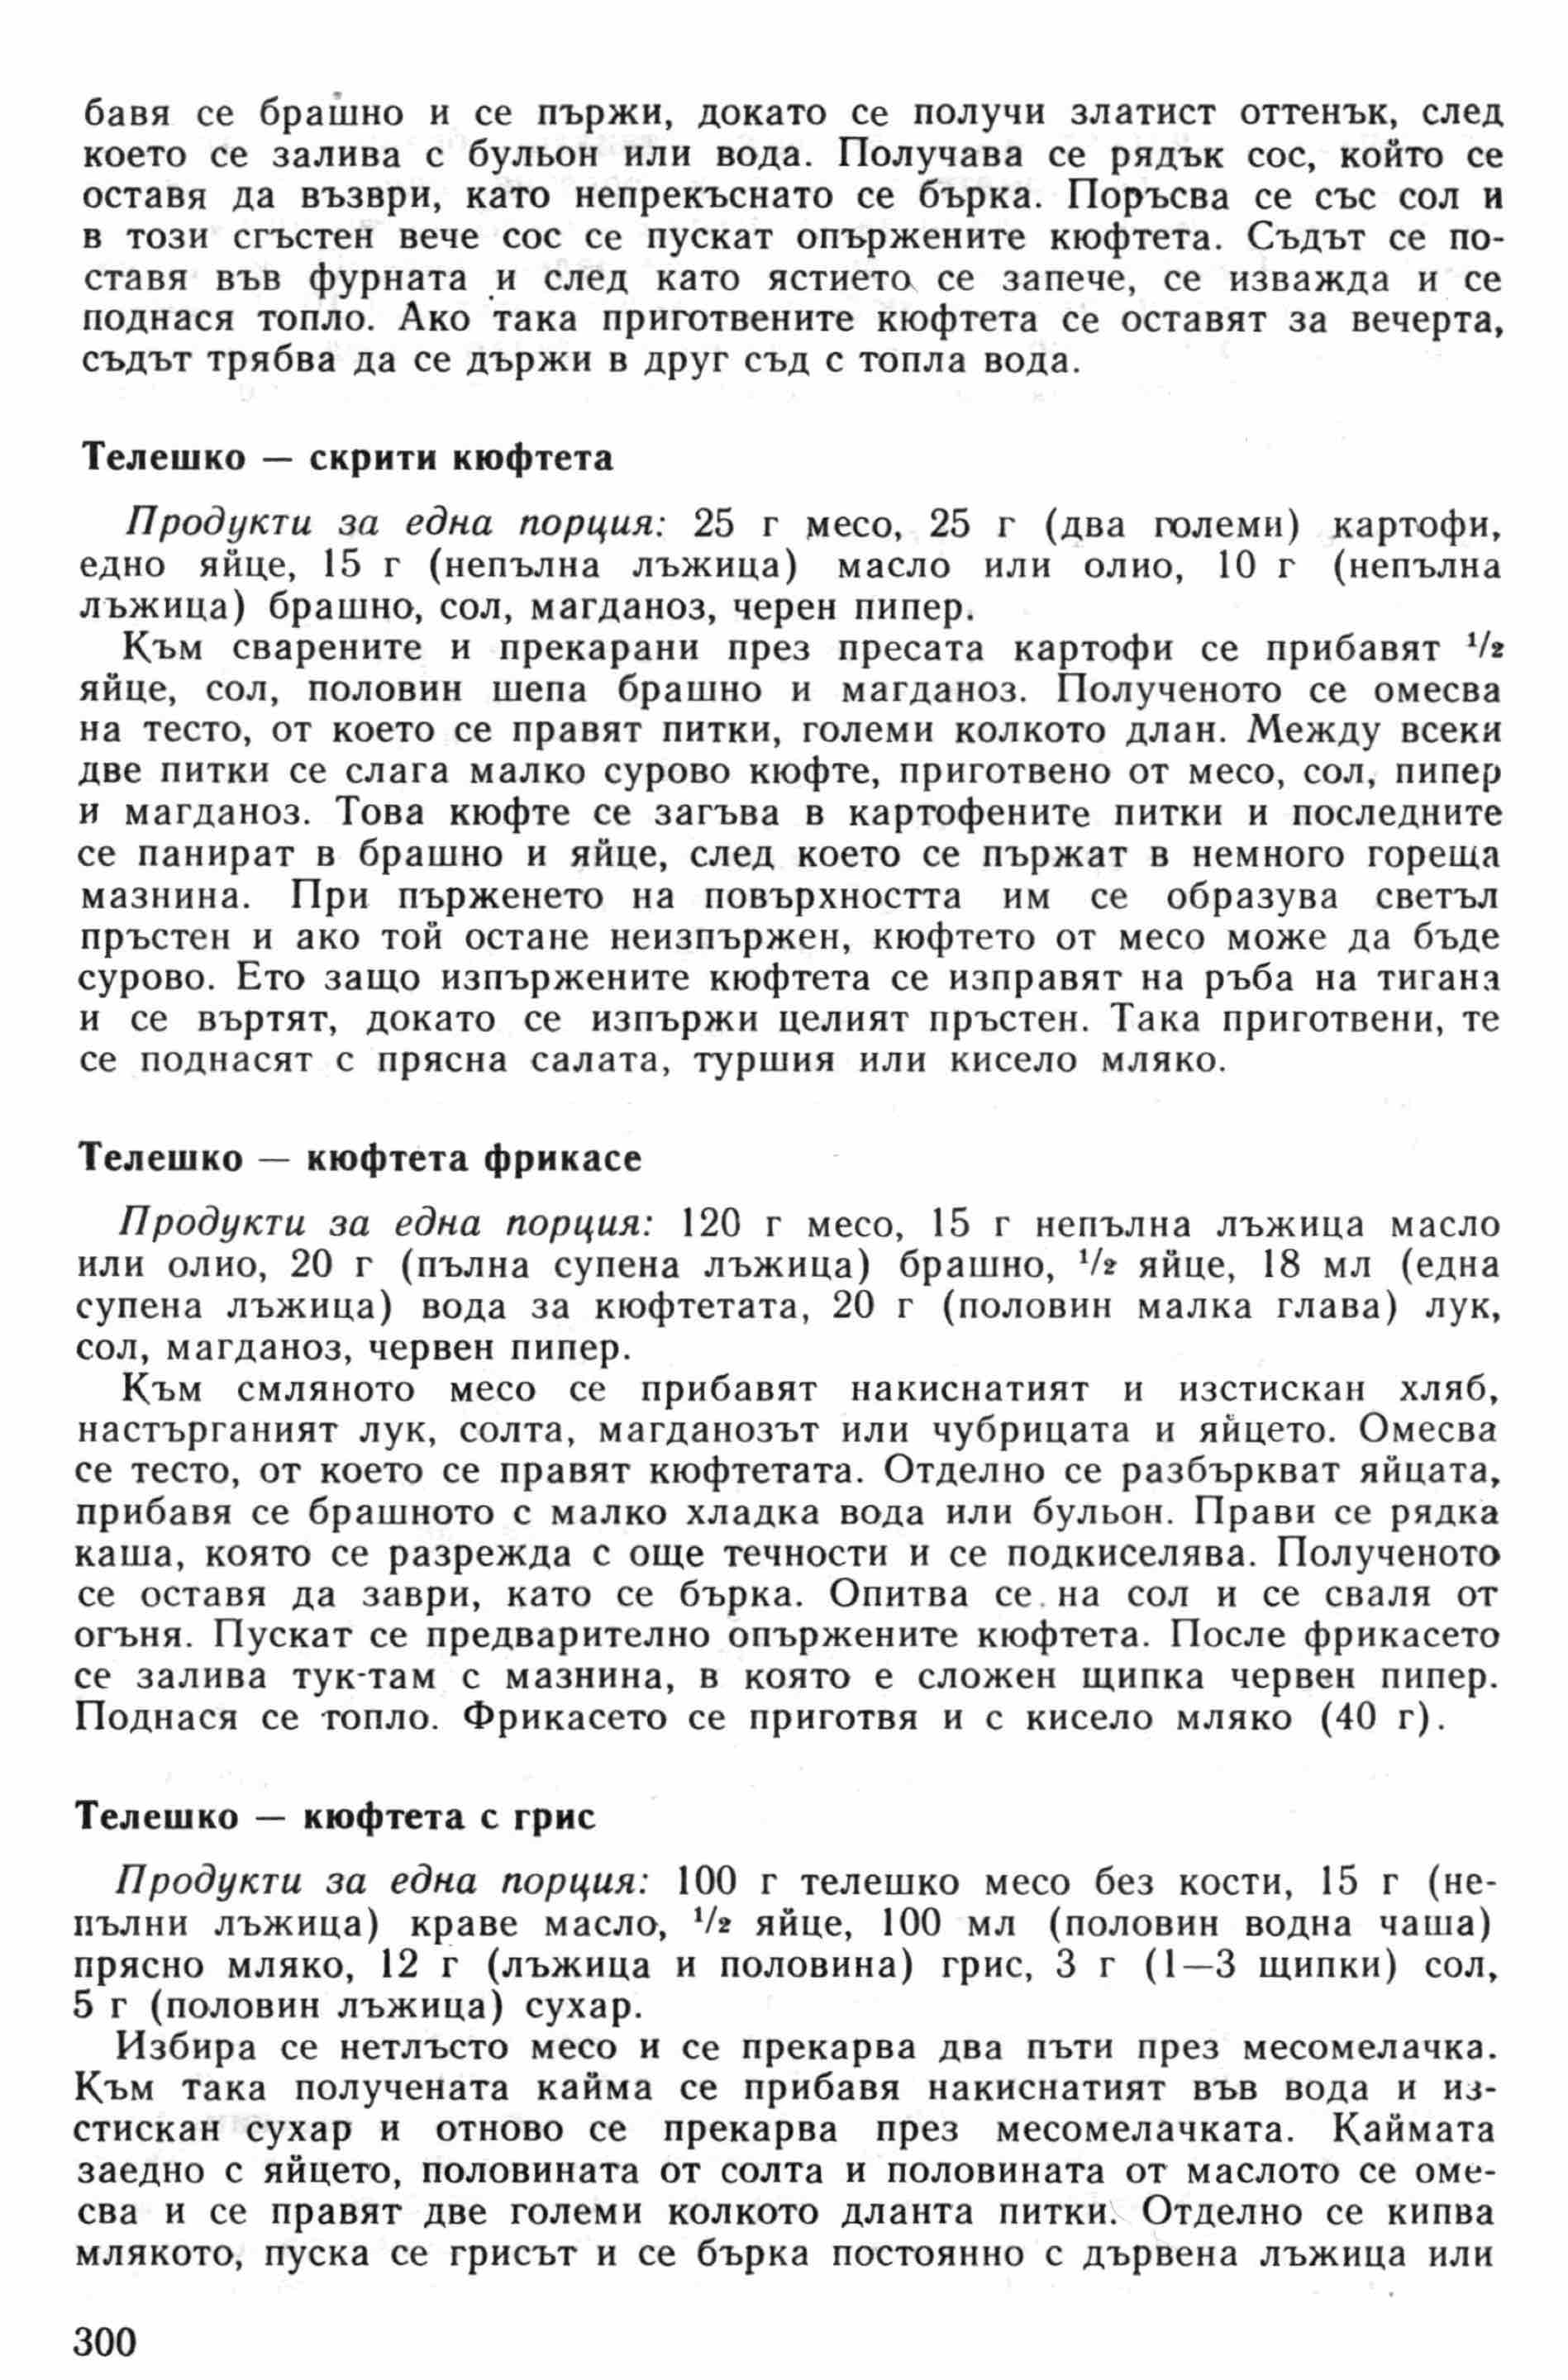 бавя се брашно и се пържи, докато се получи златист оттенък, след
което се залива с бульон или вода. Получава се рядък сос, който се
оставя да възври, като непрекъснато се бърка. Поръсва се със сол и
в този сгъстен вече сос се пускат опържените кюфтета. Съдът се по-
ставя във фурната и след като ястието се запече, се изважда и се
поднася топло. Ако така приготвените кюфтета се оставят за вечерта,
съдът трябва да се държи в друг съд с топла вода.
Телешко — скрити кюфтета
Продукти за една порция: 25 г месо, 25 г (два големи) картофи,
едно яйце, 15 г (непълна лъжица) масло или олио, 10 г (непълна
лъжица) брашно, сол, магданоз, черен пипер.
Към сварените и прекарани през пресата картофи се прибавят 1/2
яйце, сол, половин шепа брашно и магданоз. Полученото се омесва
на тесто, от което се правят питки, големи колкото длан. Между всеки
две питки се слага малко сурово кюфте, приготвено от месо, сол, пипер
и магданоз. Това кюфте се загъва в картофените питки и последните
се панират в брашно и яйце, след което се пържат в немного гореща
мазнина. При пърженето на повърхността им се образува светъл
пръстен и ако той остане неизпържен, кюфтето от месо може да бъде
сурово. Ето защо изпържените кюфтета се изправят на ръба на тигана
и се въртят, докато се изпържи целият пръстен. Така приготвени, те
се поднасят с прясна салата, туршия или кисело мляко.
Телешко — кюфтета фрикасе
Продукти за една порция: 120 г месо, 15 г непълна лъжица масло
или олио, 20 г (пълна супена лъжица) брашно, 1/2 яйце, 18 мл (една
супена лъжица) вода за кюфтетата, 20 г (половин малка глава) лук,
сол, магданоз, червен пипер.
Към смляното месо се прибавят накиснатият и изстискан хляб,
настърганият лук, солта, магданозът или чубрицата и яйцето. Омесва
се тесто, от което се правят кюфтетата. Отделно се разбъркват яйцата,
прибавя се брашното с малко хладка вода или бульон. Прави се рядка
каша, която се разрежда с още течности и се подкиселява. Полученото
се оставя да заври, като се бърка. Опитва се на сол и се сваля от
огъня. Пускат се предварително опържените кюфтета. После фрикасето
се залива тук-там с мазнина, в която е сложен щипка червен пипер.
Поднася се топло. Фрикасето се приготвя и с кисело мляко (40 г).
Телешко — кюфтета с грис
Продукти за една порция: 100 г телешко месо без кости, 15 г (не-
пълни лъжица) краве масло, 1/2 яйце, 100 мл (половин водна чаша)
прясно мляко, 12 г (лъжица и половина) грис, 3 г (1—3 щипки) сол,
5 г (половин лъжица) сухар.
Избира се нетлъсто месо и се прекарва два пъти през месомелачка.
Към така получената кайма се прибавя накиснатият във вода и из-
стискан сухар и отново се прекарва през месомелачката. Каймата
заедно с яйцето, половината от солта и половината от маслото се оме-
сва и се правят две големи колкото дланта питки. Отделно се кипва
млякото, пуска се грисът и се бърка постоянно с дървена лъжица или
300